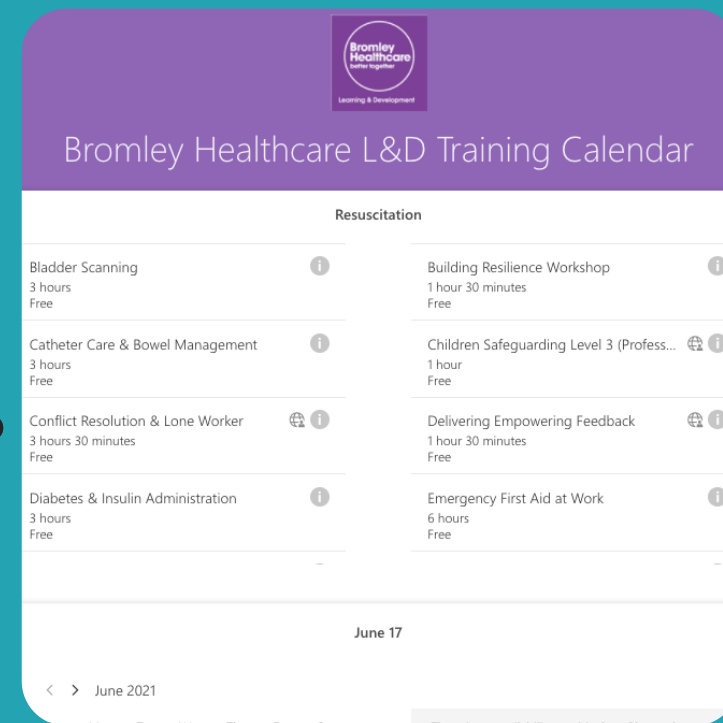 Bromley
Healthcare
better together
Learning & Development
Bromley Healthcare L&D Training Calendar
Resuscitation
Bladder Scanning
3 hours
Free
Building Resilience Workshop
1 hour 30 minutes
Free
Catheter Care & Bowel Management
3 hours
Free
Children Safeguarding Level 3 (Profess...
1 hour
Free
Conflict Resolution & Lone Worker
3 hours 30 minutes
Free
Delivering Empowering Feedback
1 hour 30 minutes
Free
Diabetes & Insulin Administration
3 hours
Free
Emergency First Aid at Work
6 hours
Free
June 17
June 2021